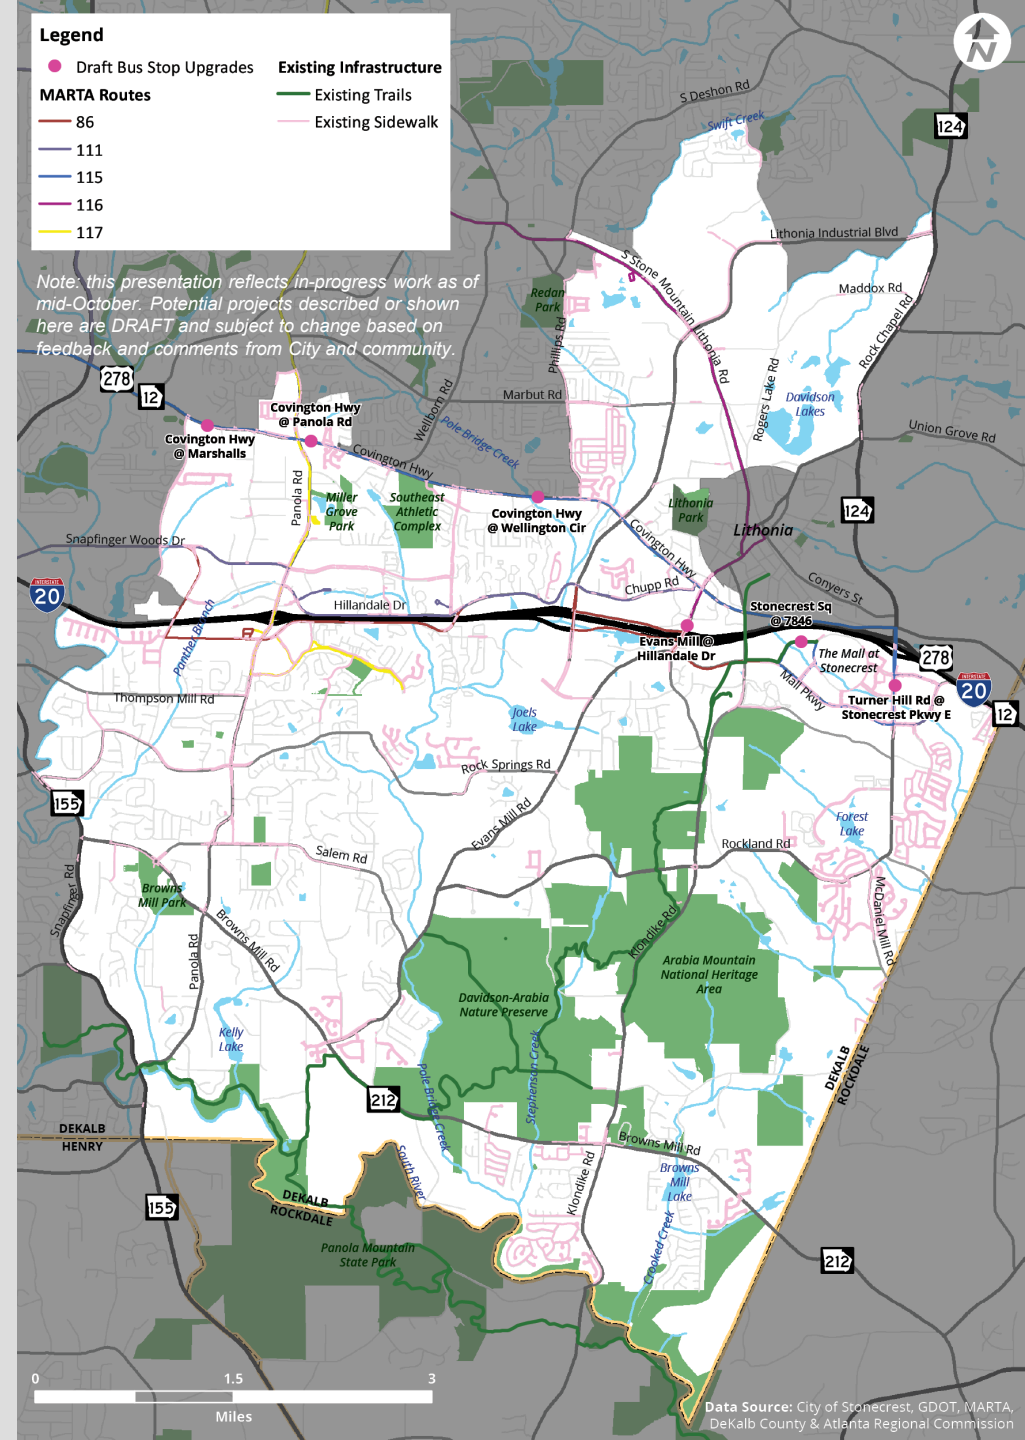 Legend
Draft Bus Stop Upgrades
MARTA Routes
86
111
115
116
117
Existing Infrastructure
Existing Trails
Existing Sidewalk
Note: this presentation reflects in-progress work as of
mid-October. Potential projects described or shown
here are DRAFT and subject to change based on
feedback and comments from City and community.
N
S Deshon Rd
Swift Creek
124
Lithonia Industrial Blvd
S Stone Mountain Lithonia Rd
Maddox Rd
Redan
Park
Phillips Rd
Rock Chapel Rd
278
12
Marbut Rd
Wellborn Rd
Rogers Lake Rd
Davidson
Lakes
Covington Hwy
@ Panola Rd
Covington Hwy
@ Marshalls
Pole Bridge Creek
Union Grove Rd
Covington Hwy
Panola Rd
Miller
Grove
Park
Southeast
Athletic
Complex
Covington Hwy
@ Wellington Cir
Lithonia
Park
124
Lithonia
Covington Hwy
Snapfinger Woods Dr
INTERSTATE
20
Chupp Rd
Conyers St
Hillandale Dr
Stonecrest Sq
@ 7846
Panther Branch
Evans Mill @
Hillandale Dr
The Mall at
Stonecrest
278
INTERSTATE
20
12
Mall Pkwy
Turner Hill Rd @
Stonecrest Pkwy E
Thompson Mill Rd
Joels
Lake
Rock Springs Rd
155
Evans Mill Rd
Forest
Lake
Rockland Rd
Salem Rd
Snapfinger Rd
Browns
Mill Park
McDaniel Mill Rd
Browns Mill Rd
Panola Rd
Klondike Rd
Arabia Mountain
National Heritage
Area
Davidson-Arabia
Nature Preserve
Kelly
Lake
Stephenson Creek
Pole Bridge Creek
DEKALB
ROCKDALE
212
DEKALB
HENRY
Browns Mill Rd
South River
Klondike Rd
Browns
Mill
Lake
DEKALB
ROCKDALE
155
Crooked Creek
Panola Mountain
State Park
212
0
1.5
3
Miles
Data Source: City of Stonecrest, GDOT, MARTA,
DeKalb County & Atlanta Regional Commission